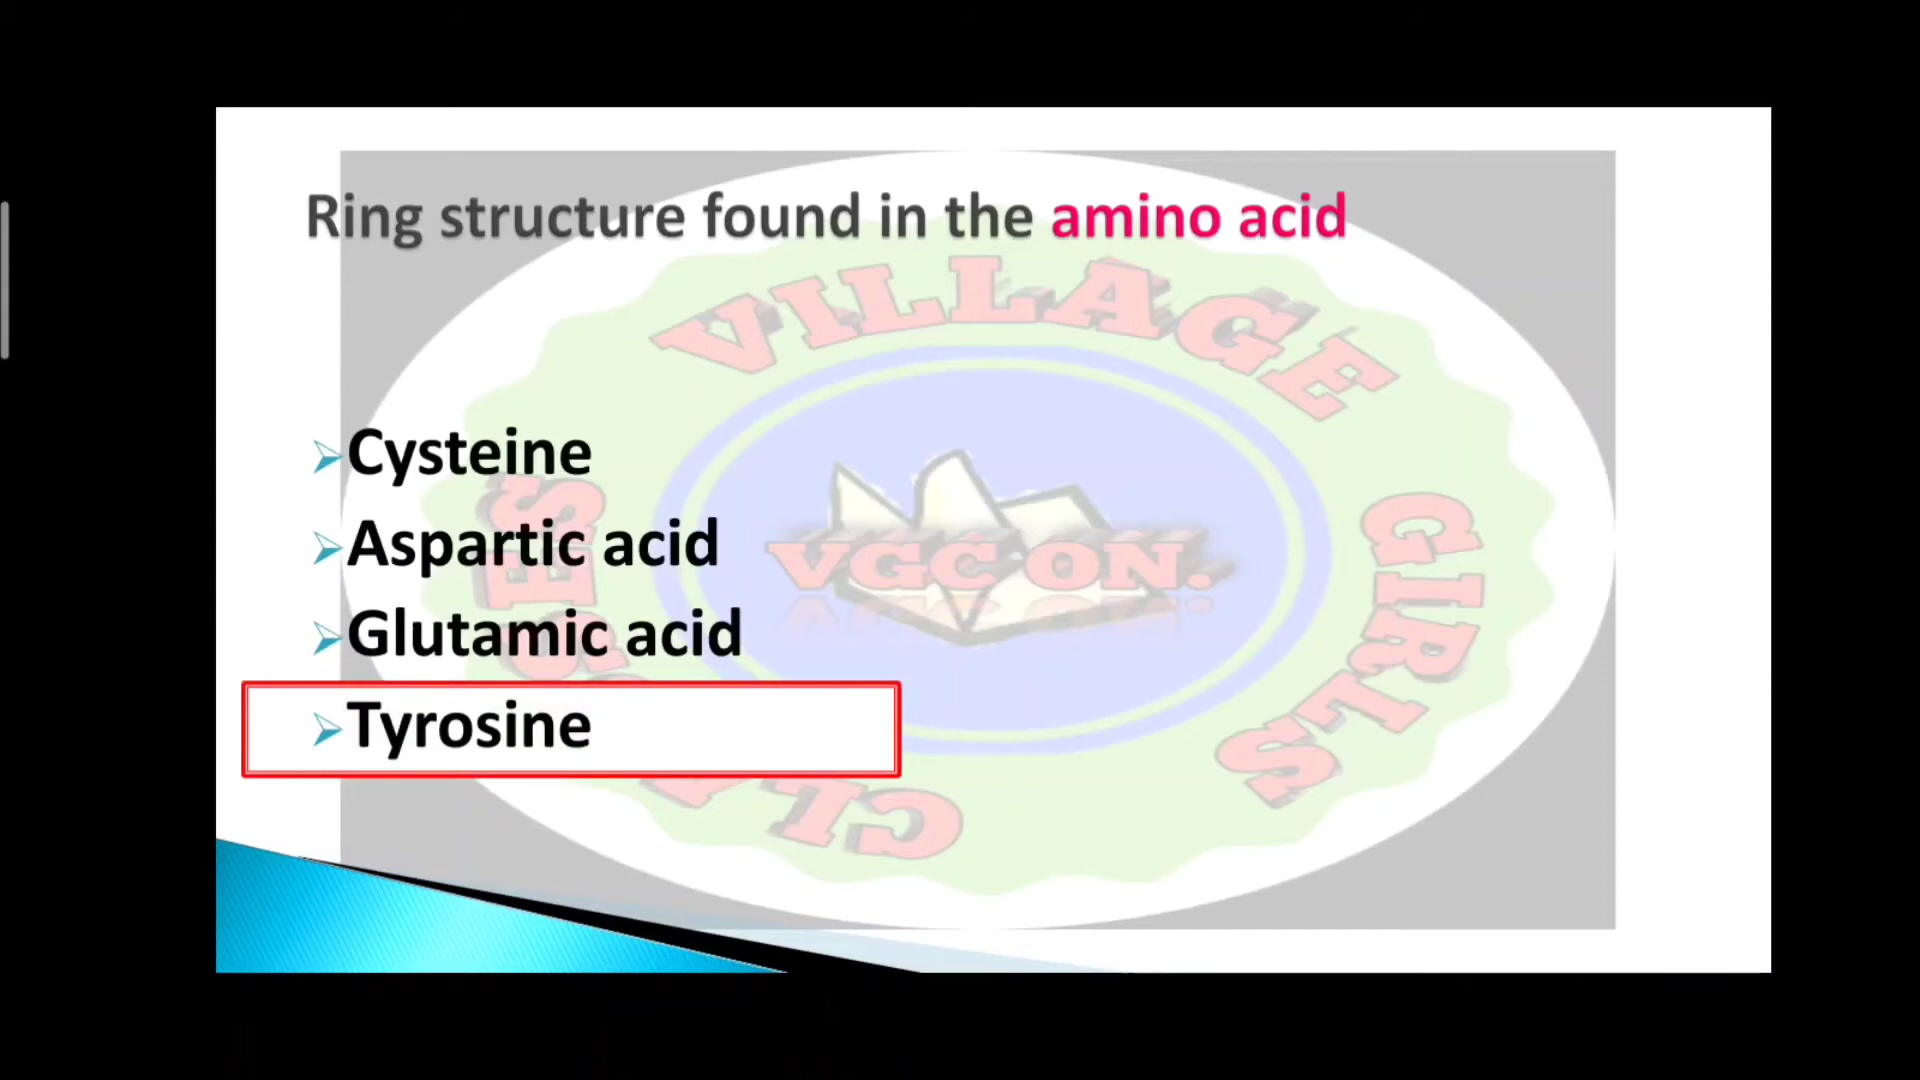 Ring structure found in the amino acid
VILLAGE GIRLS CLASSES
VGC ON.
Cysteine
Aspartic acid
Glutamic acid
Tyrosine